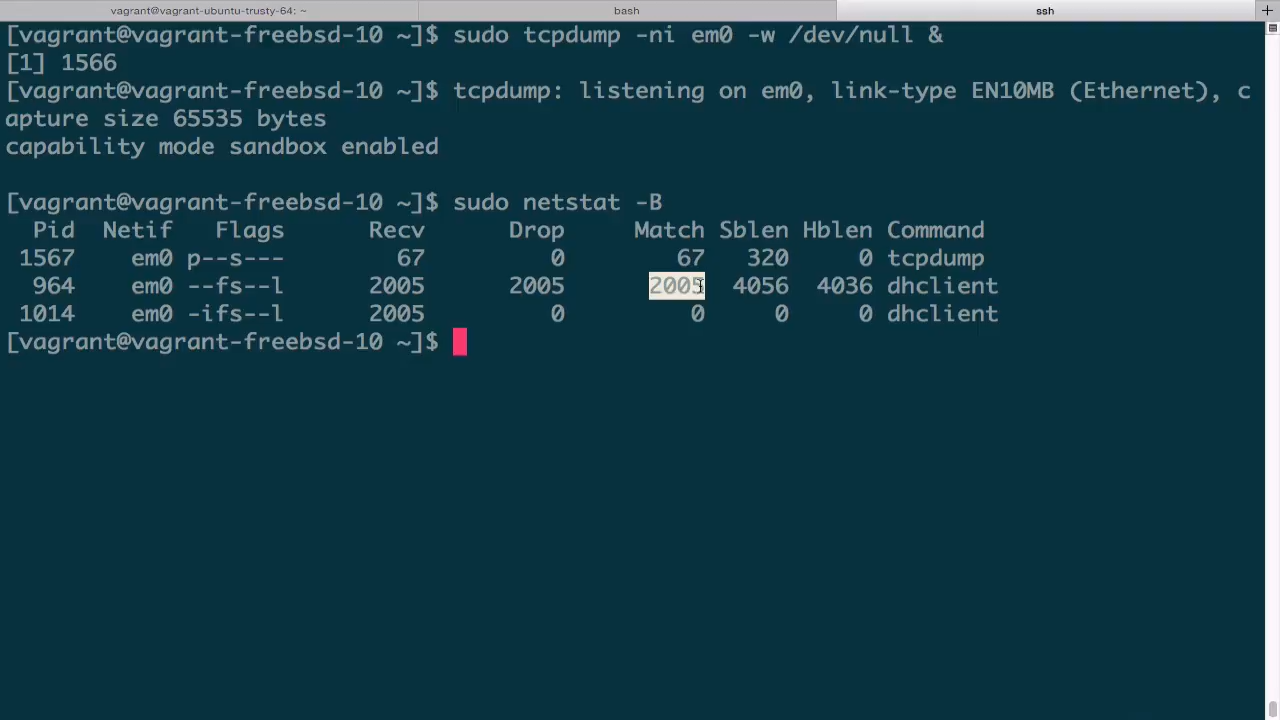 vagrant@vagrant-ubuntu-trusty-64: ~
bash
ssh
[vagrant@vagrant-freebsd-10 ~]$ sudo tcpdump -ni em0 -w /dev/null &
[1] 1566
[vagrant@vagrant-freebsd-10 ~]$ tcpdump: listening on em0, link-type EN10MB (Ethernet), c
apture size 65535 bytes
capability mode sandbox enabled
[vagrant@vagrant-freebsd-10 ~]$ sudo netstat -B
Pid Netif Flags Recv Drop Match Sblen Hblen Command
1567 em0 p--s--- 67 0 67 320 0 tcpdump
964 em0 --fs--l 2005 2005 2005 4056 4036 dhclient
1014 em0 -ifs--l 2005 0 0 0 0 dhclient
[vagrant@vagrant-freebsd-10 ~]$